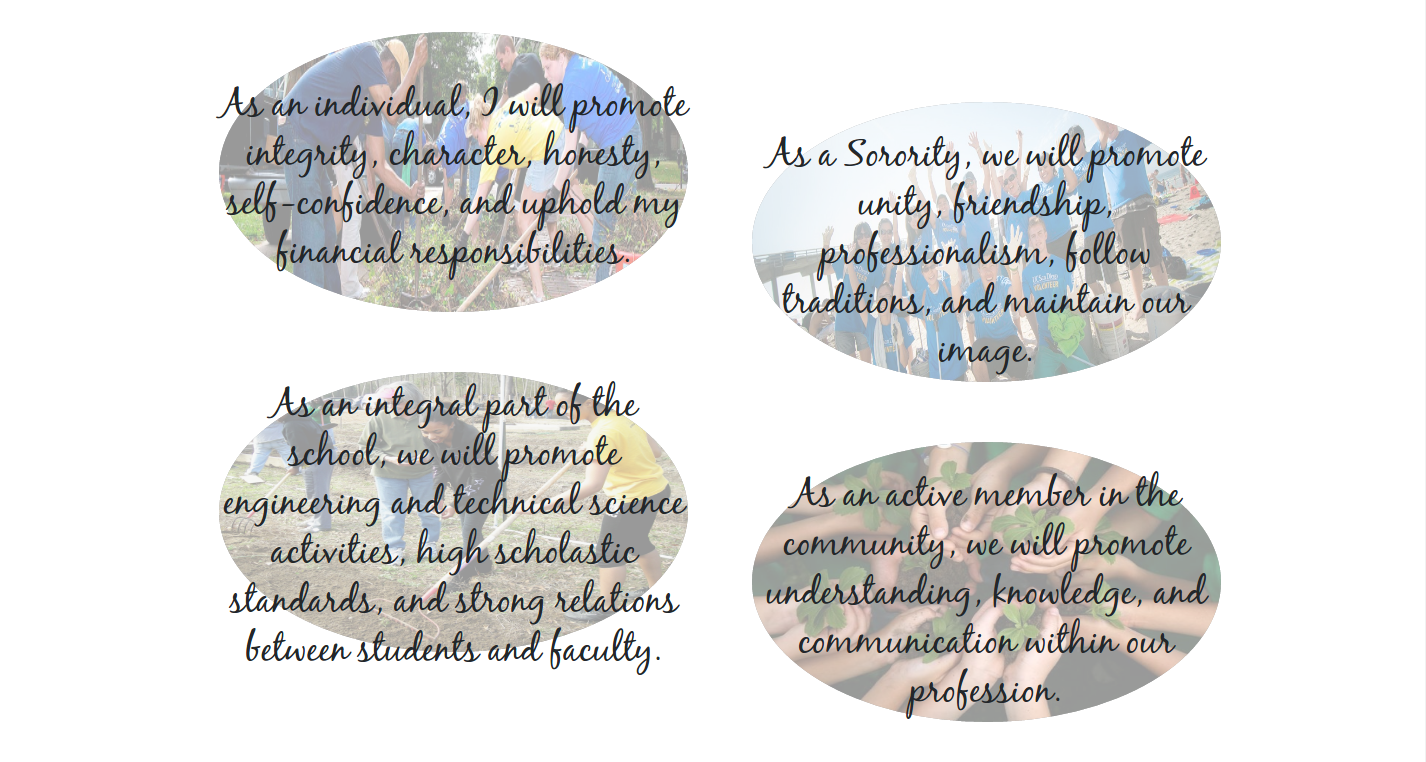 As an individual, I will promote
integrity, character, honesty,
self-confidence, and uphold my
financial responsibilities.
As a Sorority, we will promote
unity, friendship,
professionalism, follow
traditions, and maintain our
image.
As an integral part of the
school, we will promote
engineering and technical science
activities, high scholastic
standards, and strong relations
between students and faculty.
As an active member in the
community, we will promote
understanding, knowledge, and
communication within our
profession.